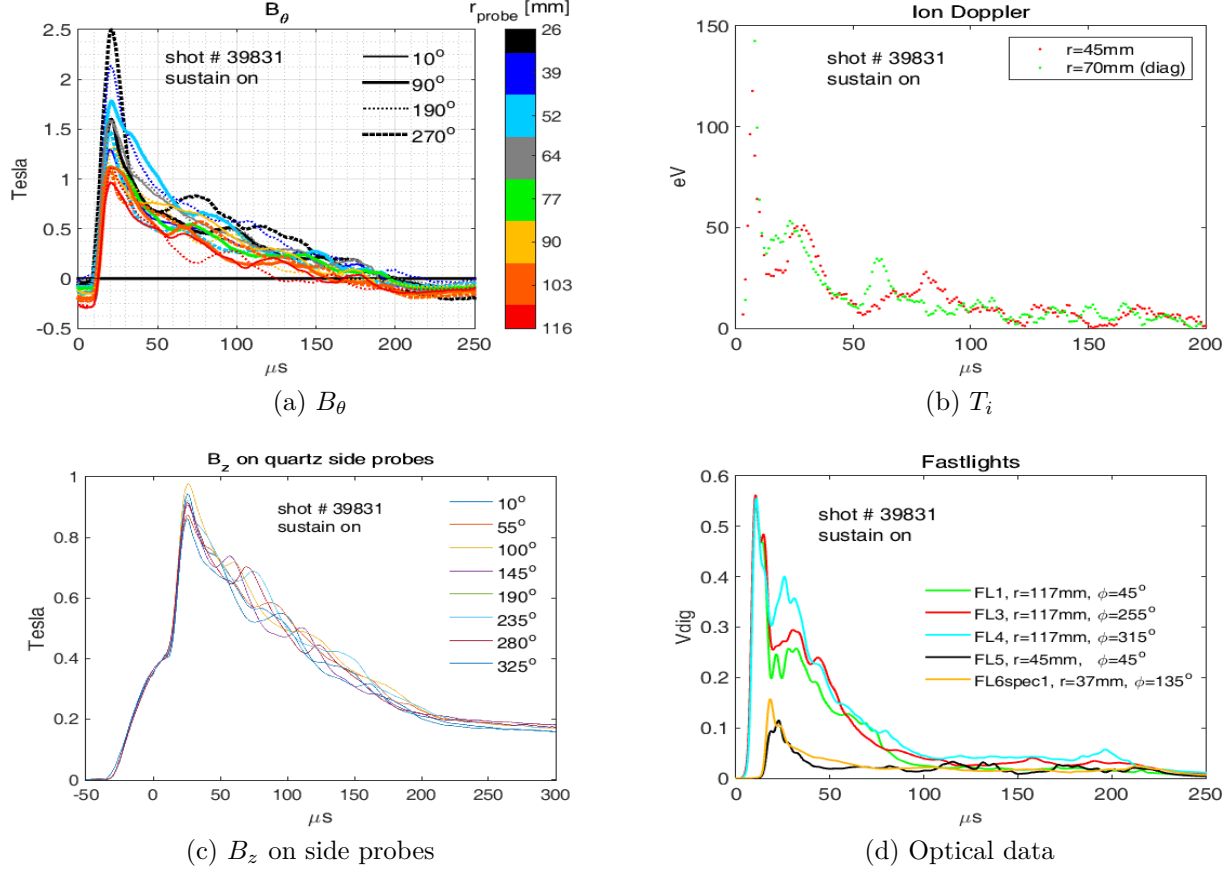 B_θ
r_probe [mm]
shot # 39831
sustain on
10°
90°
190°
270°
26
39
52
64
77
90
103
116
2.5
2
1.5
1
0.5
0
-0.5
Tesla
0 50 100 150 200 250
μs
(a) B_θ
Ion Doppler
shot # 39831
sustain on
r=45mm
r=70mm (diag)
150
100
50
0
eV
0 50 100 150 200
μs
(b) T_i
B_z on quartz side probes
shot # 39831
sustain on
10°
55°
100°
145°
190°
235°
280°
325°
1
0.8
0.6
0.4
0.2
0
Tesla
-50 0 50 100 150 200 250 300
μs
(c) B_z on side probes
Fastlights
shot # 39831
sustain on
FL1, r=117mm, ϕ=45°
FL3, r=117mm, ϕ=255°
FL4, r=117mm, ϕ=315°
FL5, r=45mm, ϕ=45°
FL6spec1, r=37mm, ϕ=135°
0.6
0.5
0.4
0.3
0.2
0.1
0
Vdig
0 50 100 150 200 250
μs
(d) Optical data